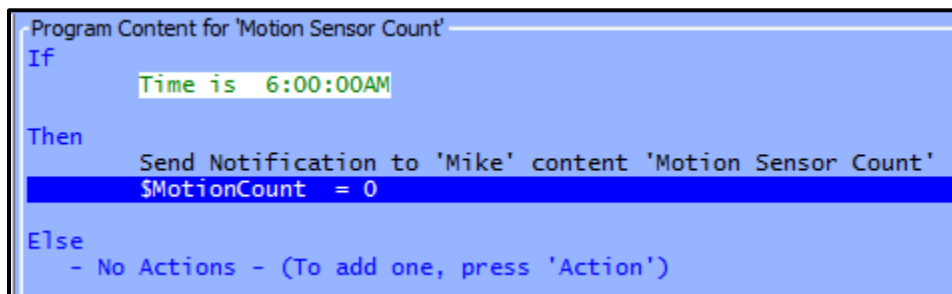 Program Content for 'Motion Sensor Count'
If
Time is  6:00:00AM
Then
Send Notification to 'Mike' content 'Motion Sensor Count'
$MotionCount  = 0
Else
- No Actions - (To add one, press 'Action')